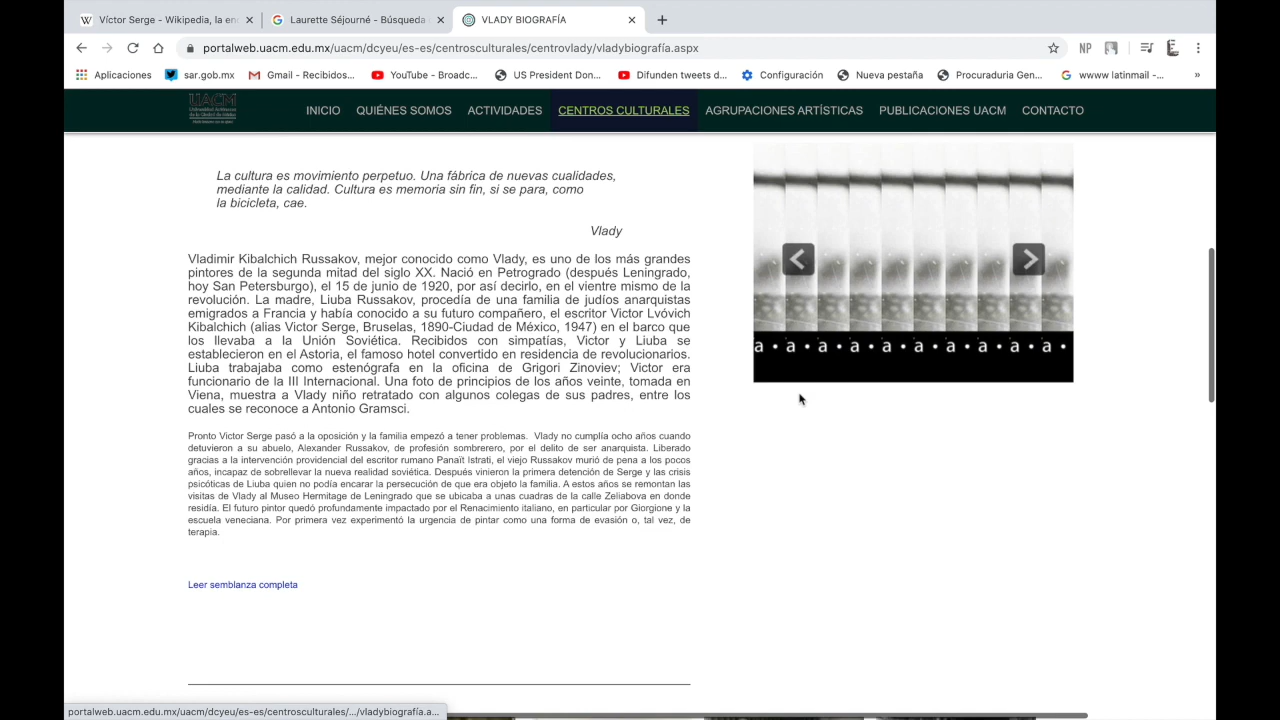 Víctor Serge - Wikipedia, la en
Laurette Séjourné - Búsqueda
VLADY BIOGRAFÍA
portalweb.uacm.edu.mx/uacm/dcyeu/es-es/centrosculturales/centrovlady/vladybiografía.aspx
NP
Aplicaciones
sar.gob.mx
Gmail - Recibidos...
YouTube - Broadc...
US President Don...
Difunden tweets d...
Configuración
Nueva pestaña
Procuraduria Gen...
wwww latinmail -...
»
UACM
INICIO
QUIÉNES SOMOS
ACTIVIDADES
CENTROS CULTURALES
AGRUPACIONES ARTÍSTICAS
PUBLICACIONES UACM
CONTACTO
La cultura es movimiento perpetuo. Una fábrica de nuevas cualidades,
mediante la calidad. Cultura es memoria sin fin, si se para, como
la bicicleta, cae.
Vlady
Vladimir Kibalchich Russakov, mejor conocido como Vlady, es uno de los más grandes
pintores de la segunda mitad del siglo XX. Nació en Petrogrado (después Leningrado,
hoy San Petersburgo), el 15 de junio de 1920, por así decirlo, en el vientre mismo de la
revolución. La madre, Liuba Russakov, procedía de una familia de judíos anarquistas
emigrados a Francia y había conocido a su futuro compañero, el escritor Victor Lvóvich
Kibalchich (alias Victor Serge, Bruselas, 1890-Ciudad de México, 1947) en el barco que
los llevaba a la Unión Soviética. Recibidos con simpatías, Victor y Liuba se
establecieron en el Astoria, el famoso hotel convertido en residencia de revolucionarios.
Liuba trabajaba como estenógrafa en la oficina de Grigori Zinoviev; Victor era
funcionario de la III Internacional. Una foto de principios de los años veinte, tomada en
Viena, muestra a Vlady niño retratado con algunos colegas de sus padres, entre los
cuales se reconoce a Antonio Gramsci.
Pronto Victor Serge pasó a la oposición y la familia empezó a tener problemas. Vlady no cumplía ocho años cuando
detuvieron a su abuelo, Alexander Russakov, de profesión sombrerero, por el delito de ser anarquista. Liberado
gracias a la intervención providencial del escritor rumano Panaït Istrati, el viejo Russakov murió de pena a los pocos
años, incapaz de sobrellevar la nueva realidad soviética. Después vinieron la primera detención de Serge y las crisis
psicóticas de Liuba quien no podía encarar la persecución de que era objeto la familia. A estos años se remontan las
visitas de Vlady al Museo Hermitage de Leningrado que se ubicaba a unas cuadras de la calle Zeliabova en donde
residía. El futuro pintor quedó profundamente impactado por el Renacimiento italiano, en particular por Giorgione y la
escuela veneciana. Por primera vez experimentó la urgencia de pintar como una forma de evasión o, tal vez, de
terapia.
Leer semblanza completa
a • a • a • a • a • a • a • a • a • a •
portalweb.uacm.edu.mx/uacm/dcyeu/es-es/centrosculturales/.../vladybiografía.a...